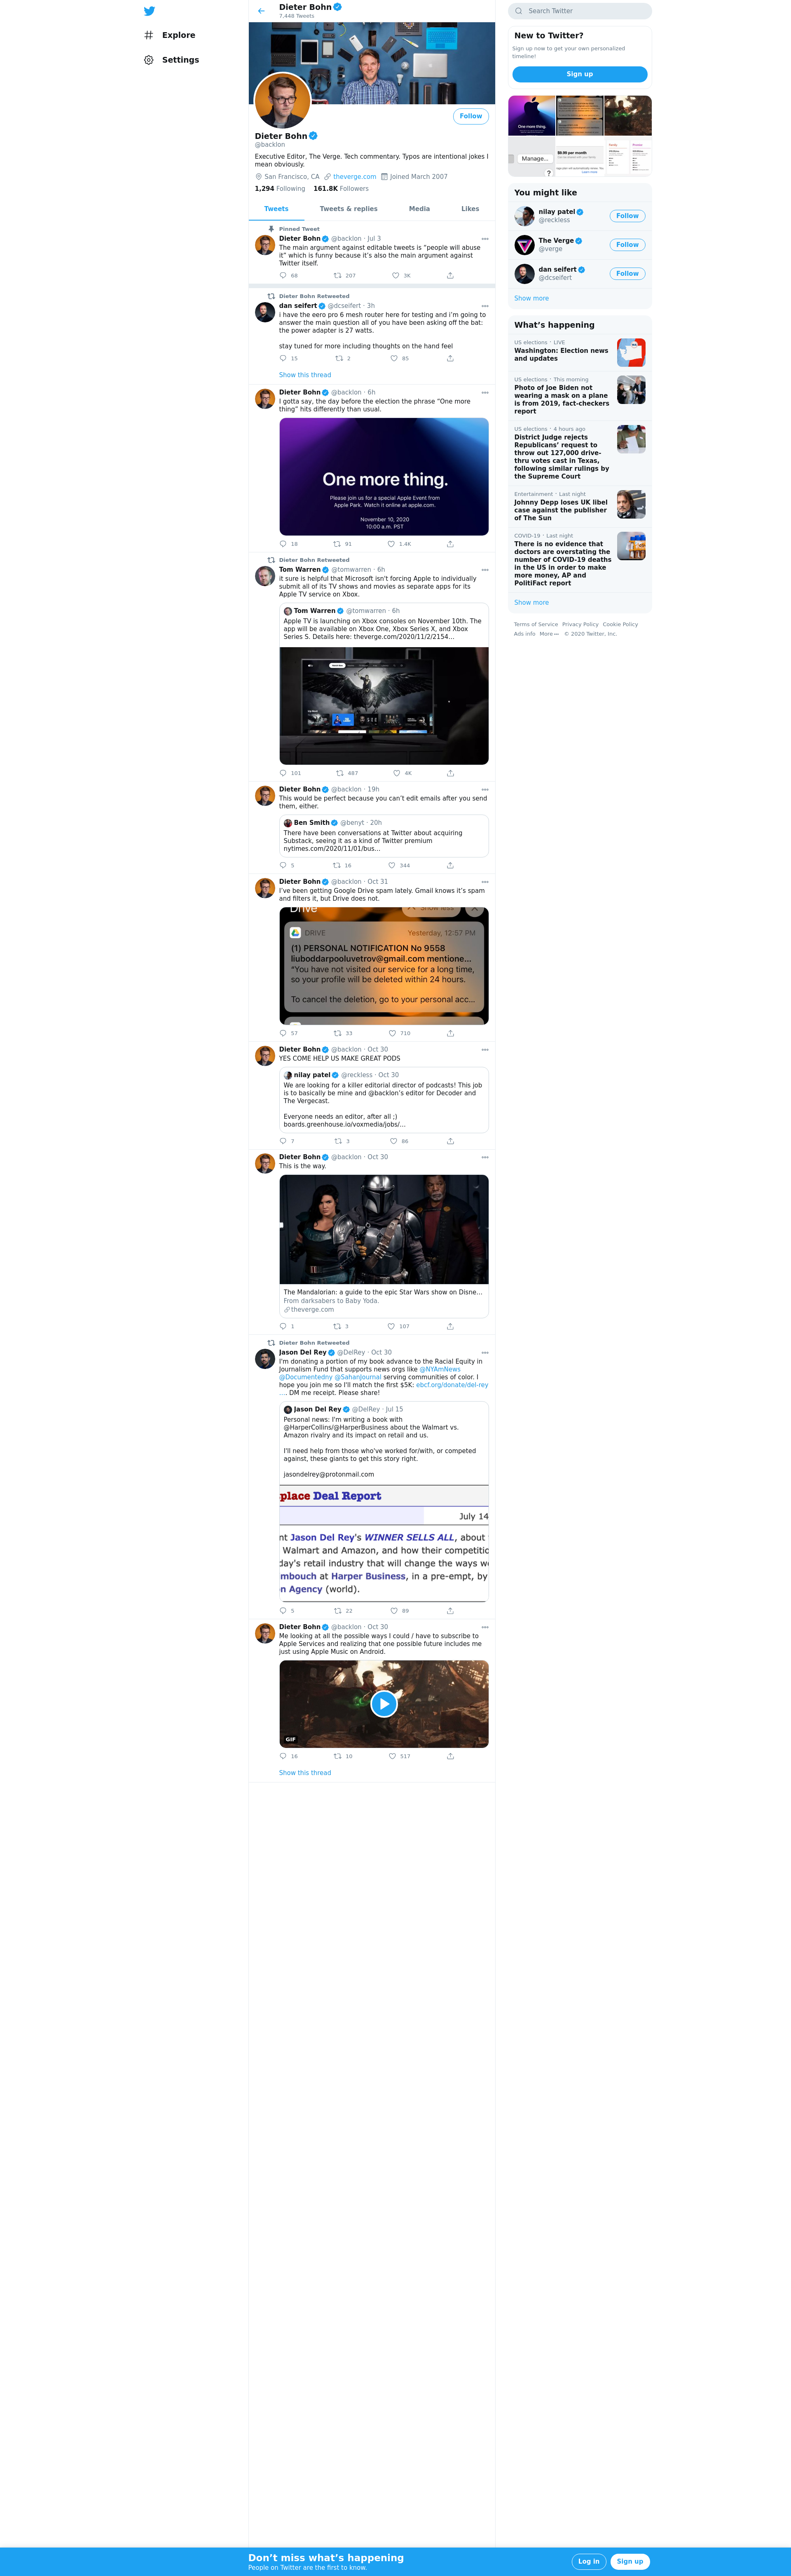 Explore
Settings
Dieter Bohn
7,448 Tweets
Follow
Dieter Bohn
@backlon
Executive Editor, The Verge. Tech commentary. Typos are intentional jokes I
mean obviously.
San Francisco, CA theverge.com Joined March 2007
1,294 Following 161.8K Followers
Tweets Tweets & replies Media Likes
Pinned Tweet
Dieter Bohn @backlon · Jul 3
The main argument against editable tweets is "people will abuse
it" which is funny because it's also the main argument against
Twitter itself.
68 207 3K
Dieter Bohn Retweeted
dan seifert @dcseifert · 3h
i have the eero pro 6 mesh router here for testing and i'm going to
answer the main question all of you have been asking off the bat:
the power adapter is 27 watts.
stay tuned for more including thoughts on the hand feel
15 2 85
Show this thread
Dieter Bohn @backlon · 6h
I gotta say, the day before the election the phrase "One more
thing" hits differently than usual.
One more thing.
Please join us for a special Apple Event from
Apple Park. Watch it online at apple.com.
November 10, 2020
10:00 a.m. PST
18 91 1.4K
Dieter Bohn Retweeted
Tom Warren @tomwarren · 6h
it sure is helpful that Microsoft isn't forcing Apple to individually
submit all of its TV shows and movies as separate apps for its
Apple TV service on Xbox.
Tom Warren @tomwarren · 6h
Apple TV is launching on Xbox consoles on November 10th. The
app will be available on Xbox One, Xbox Series X, and Xbox
Series S. Details here: theverge.com/2020/11/2/2154…
101 487 4K
Dieter Bohn @backlon · 19h
This would be perfect because you can't edit emails after you send
them, either.
Ben Smith @benyt · 20h
There have been conversations at Twitter about acquiring
Substack, seeing it as a kind of Twitter premium
nytimes.com/2020/11/01/bus…
5 16 344
Dieter Bohn @backlon · Oct 31
I've been getting Google Drive spam lately. Gmail knows it's spam
and filters it, but Drive does not.
Drive Show less
DRIVE Yesterday, 12:57 PM
(1) PERSONAL NOTIFICATION No 9558
liuboddarpooluvetrov@gmail.com mentione...
"You have not visited our service for a long time,
so your profile will be deleted within 24 hours.
To cancel the deletion, go to your personal acc...
57 33 710
Dieter Bohn @backlon · Oct 30
YES COME HELP US MAKE GREAT PODS
nilay patel @reckless · Oct 30
We are looking for a killer editorial director of podcasts! This job
is to basically be mine and @backlon's editor for Decoder and
The Vergecast.
Everyone needs an editor, after all ;)
boards.greenhouse.io/voxmedia/jobs/…
7 3 86
Dieter Bohn @backlon · Oct 30
This is the way.
The Mandalorian: a guide to the epic Star Wars show on Disne…
From darksabers to Baby Yoda.
theverge.com
1 3 107
Dieter Bohn Retweeted
Jason Del Rey @DelRey · Oct 30
I'm donating a portion of my book advance to the Racial Equity in
Journalism Fund that supports news orgs like @NYAmNews
@Documentedny @SahanJournal serving communities of color. I
hope you join me so I'll match the first $5K: ebcf.org/donate/del-rey
…. DM me receipt. Please share!
Jason Del Rey @DelRey · Jul 15
Personal news: I'm writing a book with
@HarperCollins/@HarperBusiness about the Walmart vs.
Amazon rivalry and its impact on retail and us.
I'll need help from those who've worked for/with, or competed
against, these giants to get this story right.
jasondelrey@protonmail.com
place Deal Report
July 14
nt Jason Del Rey's WINNER SELLS ALL, about
Walmart and Amazon, and how their competitic
day's retail industry that will change the ways w
mbouch at Harper Business, in a pre-empt, by
n Agency (world).
5 22 89
Dieter Bohn @backlon · Oct 30
Me looking at all the possible ways I could / have to subscribe to
Apple Services and realizing that one possible future includes me
just using Apple Music on Android.
GIF
16 10 517
Show this thread
Search Twitter
New to Twitter?
Sign up now to get your own personalized
timeline!
Sign up
One more thing.
Manage...
?
$9.99 per month
Learn more
You might like
nilay patel
@reckless
Follow
The Verge
@verge
Follow
dan seifert
@dcseifert
Follow
Show more
What's happening
US elections · LIVE
Washington: Election news
and updates
US elections · This morning
Photo of Joe Biden not
wearing a mask on a plane
is from 2019, fact-checkers
report
US elections · 4 hours ago
District Judge rejects
Republicans' request to
throw out 127,000 drive-
thru votes cast in Texas,
following similar rulings by
the Supreme Court
Entertainment · Last night
Johnny Depp loses UK libel
case against the publisher
of The Sun
COVID-19 · Last night
There is no evidence that
doctors are overstating the
number of COVID-19 deaths
in the US in order to make
more money, AP and
PolitiFact report
Show more
Terms of Service Privacy Policy Cookie Policy
Ads info More © 2020 Twitter, Inc.
Don't miss what's happening
People on Twitter are the first to know.
Log in Sign up